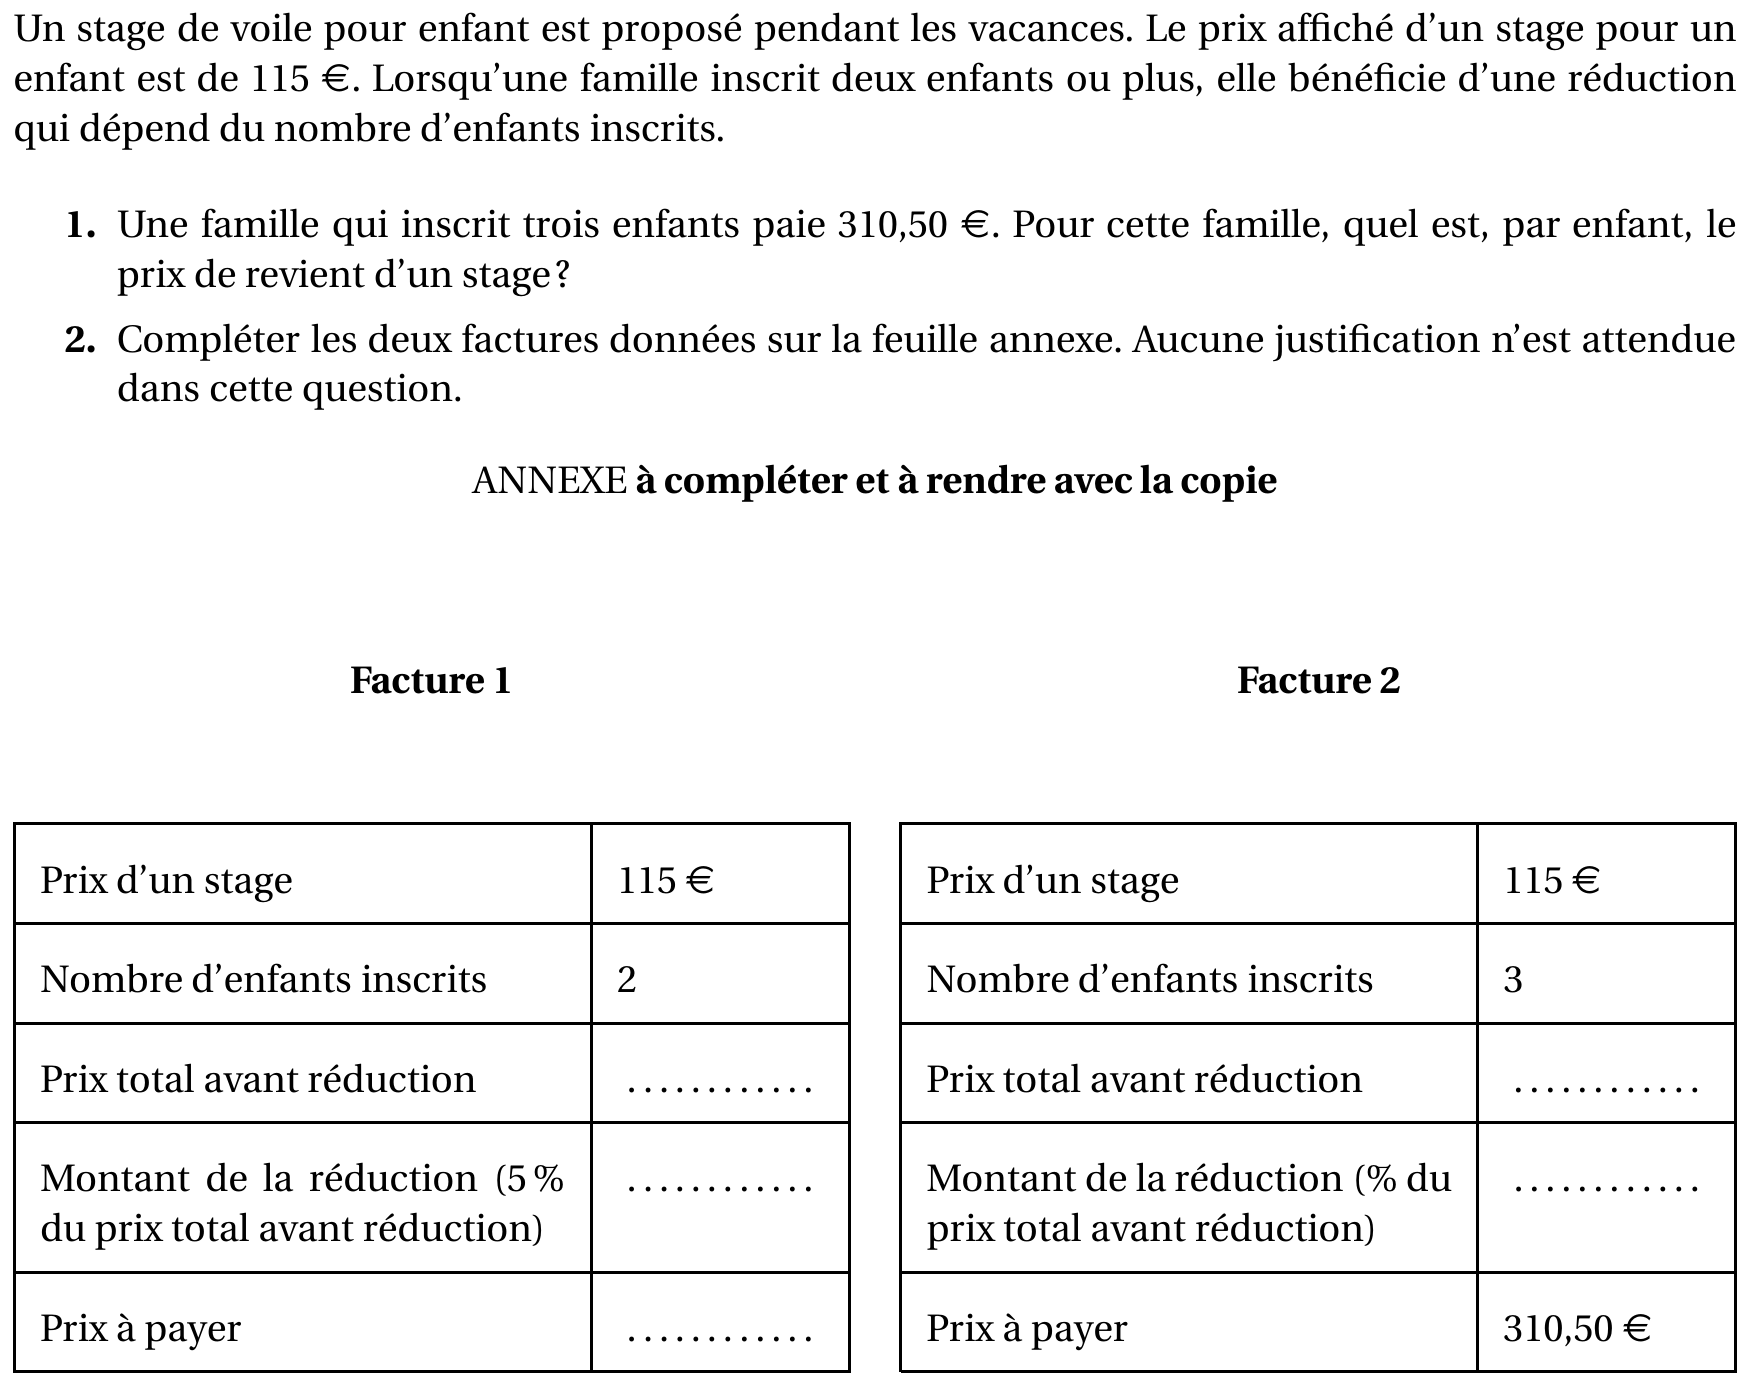 Un stage de voile pour enfant est proposé pendant les vacances. Le prix affiché d’un stage pour un
enfant est de 115 €. Lorsqu’une famille inscrit deux enfants ou plus, elle bénéficie d’une réduction
qui dépend du nombre d’enfants inscrits.
1. Une famille qui inscrit trois enfants paie 310,50 €. Pour cette famille, quel est, par enfant, le
prix de revient d’un stage?
2. Compléter les deux factures données sur la feuille annexe. Aucune justification n’est attendue
dans cette question.
ANNEXE à compléter et à rendre avec la copie
Facture 1
Prix d’un stage 115 €
Nombre d’enfants inscrits 2
Prix total avant réduction ............
Montant de la réduction (5 % ............
du prix total avant réduction)
Prix à payer ............
Facture 2
Prix d’un stage 115 €
Nombre d’enfants inscrits 3
Prix total avant réduction ............
Montant de la réduction (% du ............
prix total avant réduction)
Prix à payer 310,50 €